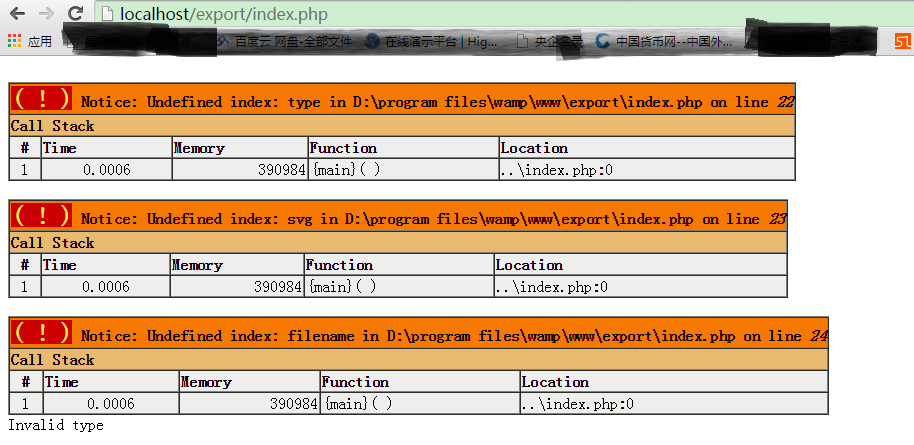 localhost/export/index.php
应用 百度云 网盘-全部文件 在线演示平台 | Hig... 央企名录 中国货币网--中国外...
( ! ) Notice: Undefined index: type in D:\program files\wamp\www\export\index.php on line 22
Call Stack
# Time Memory Function Location
1 0.0006 390984 {main}( ) ..\index.php:0
( ! ) Notice: Undefined index: svg in D:\program files\wamp\www\export\index.php on line 23
Call Stack
# Time Memory Function Location
1 0.0006 390984 {main}( ) ..\index.php:0
( ! ) Notice: Undefined index: filename in D:\program files\wamp\www\export\index.php on line 24
Call Stack
# Time Memory Function Location
1 0.0006 390984 {main}( ) ..\index.php:0
Invalid type